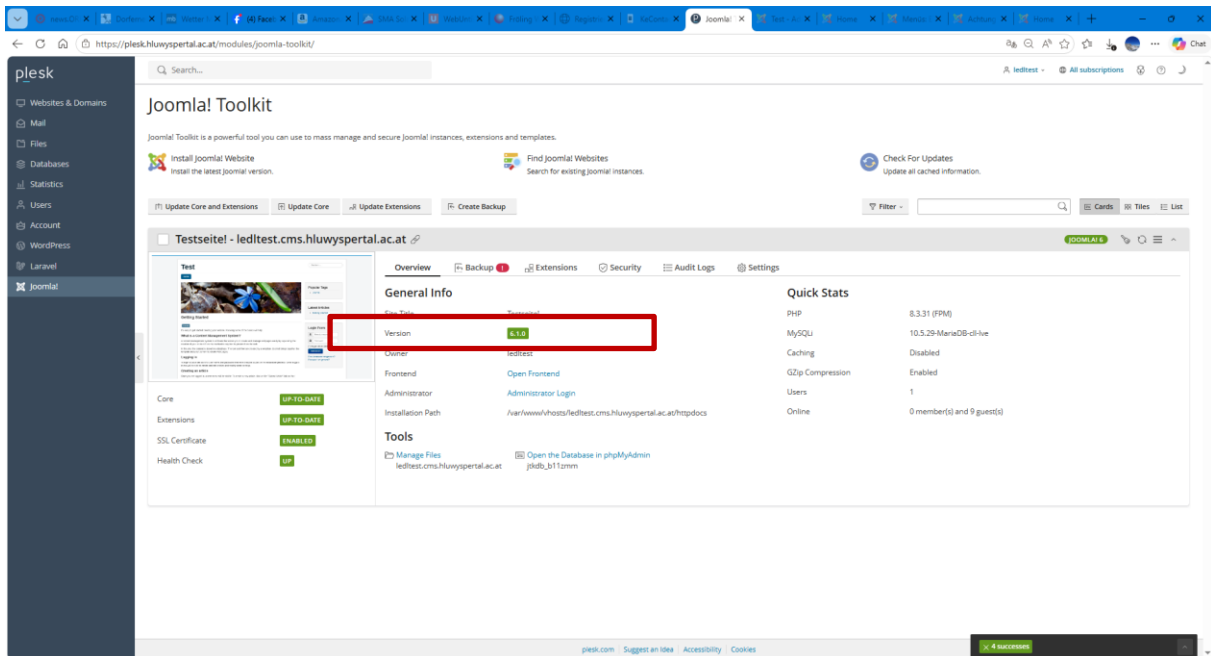 (4) Face
Joomla!
https://plesk.hluwyspertal.ac.at/modules/joomla-toolkit/
Chat
plesk
Search...
ledltest
All subscriptions
Websites & Domains
Mail
Files
Databases
Statistics
Users
Account
WordPress
Laravel
Joomla!
Joomla! Toolkit
Joomla! Toolkit is a powerful tool you can use to mass manage and secure Joomla! instances, extensions and templates.
Install Joomla! Website
Install the latest Joomla! version.
Find Joomla! Websites
Search for existing Joomla! instances.
Check For Updates
Update all cached information.
Update Core and Extensions
Update Core
Update Extensions
Create Backup
Filter
Cards
Tiles
List
Testseite! - ledltest.cms.hluwyspertal.ac.at
JOOMLA! 6
Test
Getting Started
Overview
Backup 1
Extensions
Security
Audit Logs
Settings
General Info
Site Title Testseite!
Version 6.1.0
Owner ledltest
Frontend Open Frontend
Administrator Administrator Login
Installation Path /var/www/vhosts/ledltest.cms.hluwyspertal.ac.at/httpdocs
Tools
Manage Files
ledltest.cms.hluwyspertal.ac.at
Open the Database in phpMyAdmin
Quick Stats
PHP 8.3.31 (FPM)
MySQLi 10.5.29-MariaDB-cll-lve
Caching Disabled
GZip Compression Enabled
Users 1
Online 0 member(s) and 9 guest(s)
Core UP-TO-DATE
Extensions UP-TO-DATE
SSL Certificate ENABLED
Health Check UP
plesk.com
Suggest an Idea
Accessibility
Cookies
4 successes